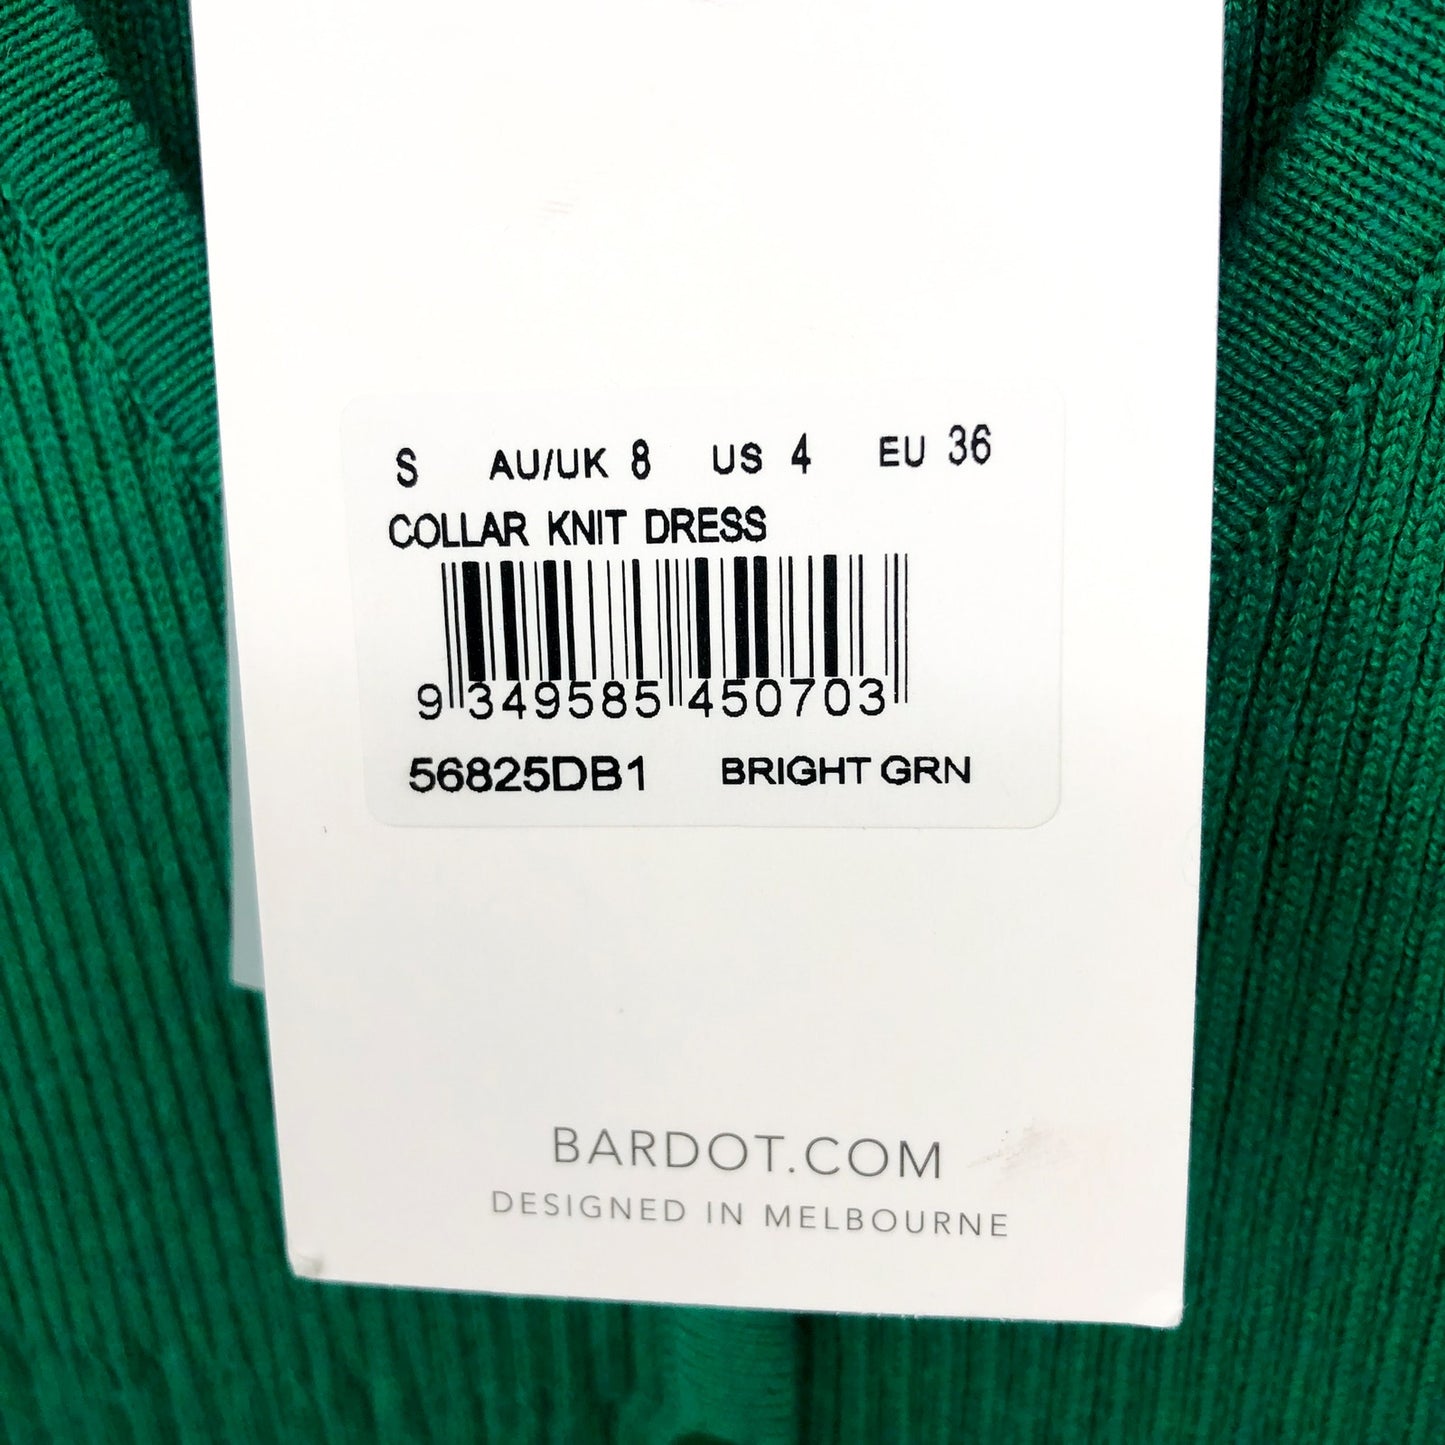 S AU/UK 8 US 4 EU 36
COLLAR KNIT DRESS
9 349585 450703
56825DB1 BRIGHT GRN
BARDOT.COM
DESIGNED IN MELBOURNE